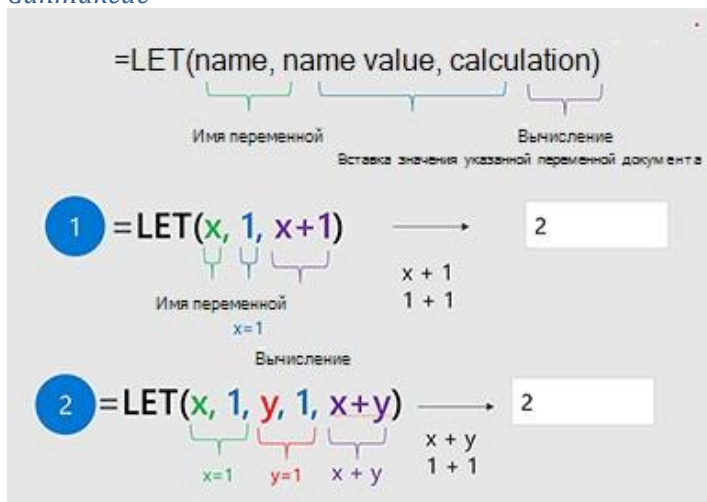 Синтаксис
=LET(name, name value, calculation)
Имя переменной
Вычисление
Вставка значения указанной переменной документа
1 =LET(x, 1, x+1)
2
x + 1
1 + 1
Имя переменной
x=1
Вычисление
2 =LET(x, 1, y, 1, x+y)
2
x + y
1 + 1
x=1 y=1 x + y